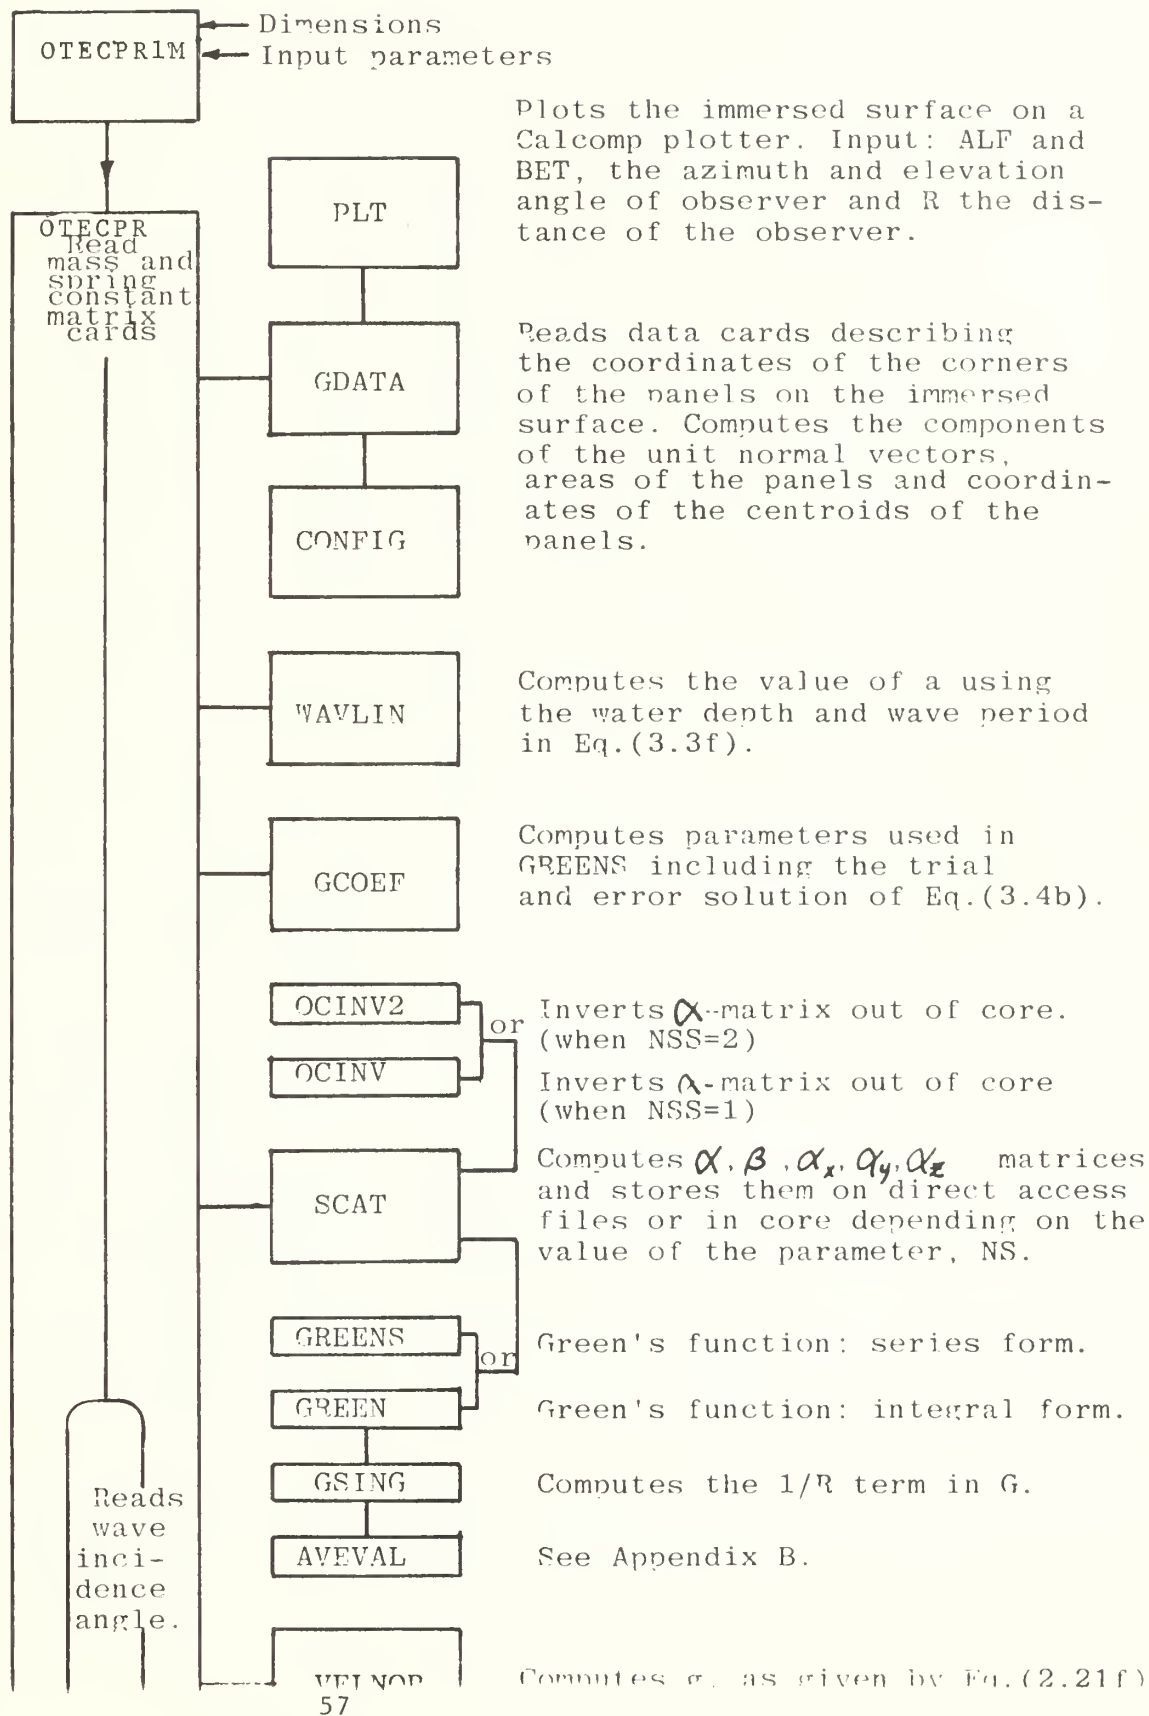 Dimensions
OTECPR1M
Input parameters
Plots the immersed surface on a
Calcomp plotter. Input: ALF and
BET, the azimuth and elevation
angle of observer and R the dis-
tance of the observer.
PLT
OTECPR
Read
mass and
spring
constant
matrix
cards
Reads data cards describing
the coordinates of the corners
of the panels on the immersed
surface. Computes the components
of the unit normal vectors,
areas of the panels and coordin-
ates of the centroids of the
panels.
GDATA
CONFIG
WAVLIN
Computes the value of a using
the water depth and wave period
in Eq.(3.3f).
GCOEF
Computes parameters used in
GREENS including the trial
and error solution of Eq.(3.4b).
OCINV2
or
Inverts α-matrix out of core.
(when NSS=2)
OCINV
Inverts α-matrix out of core
(when NSS=1)
SCAT
Computes α, β, αx, αy, αz matrices
and stores them on direct access
files or in core depending on the
value of the parameter, NS.
GREENS
or
Green's function: series form.
GREEN
Green's function: integral form.
GSING
Computes the 1/R term in G.
AVEVAL
See Appendix B.
Reads
wave
inci-
dence
angle.
Computes as given by Eq.(2.21f)
57